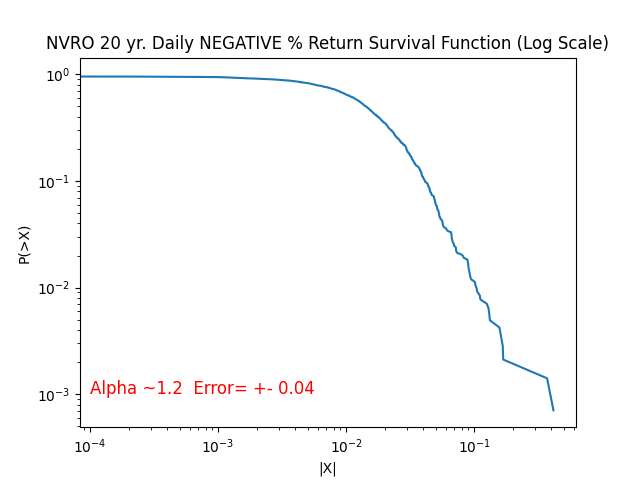 NVRO 20 yr. Daily NEGATIVE % Return Survival Function (Log Scale)
10⁰
10⁻¹
10⁻²
10⁻³
P(>X)
Alpha ~1.2  Error= +- 0.04
10⁻⁴ 10⁻³ 10⁻² 10⁻¹
|X|